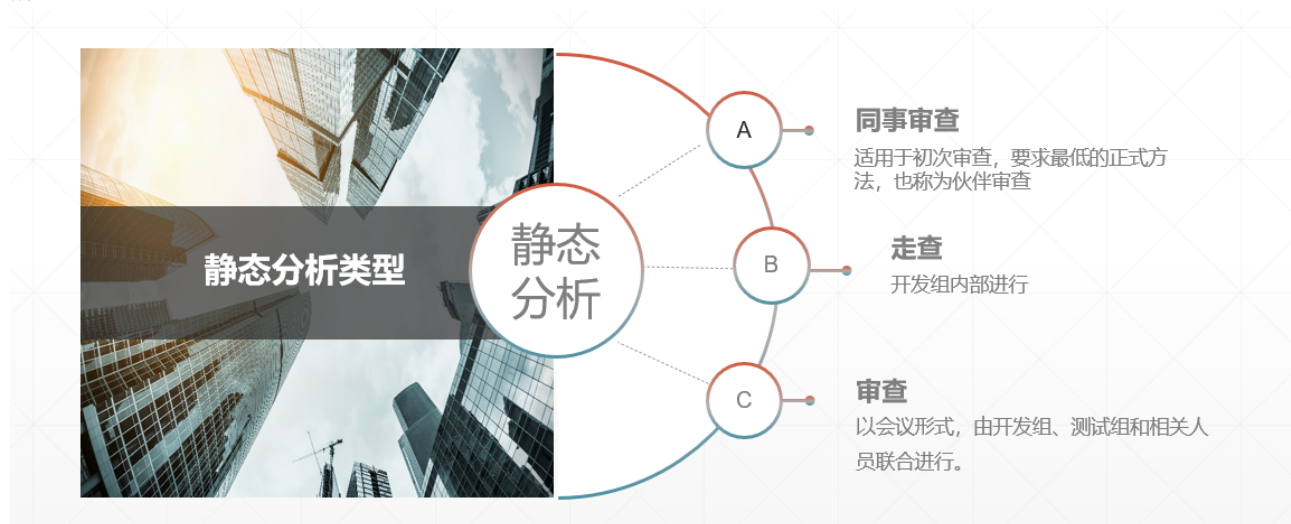 静态分析类型
静态
分析
A
同事审查
适用于初次审查，要求最低的正式方
法，也称为伙伴审查
B
走查
开发组内部进行
C
审查
以会议形式，由开发组、测试组和相关人
员联合进行。